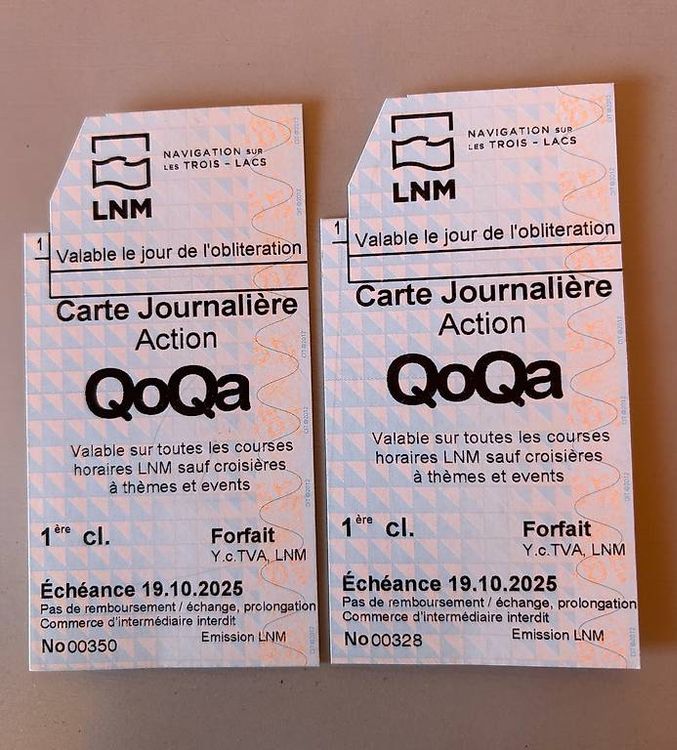 NAVIGATION SUR
LES TROIS – LACS
LNM
1
Valable le jour de l'obliteration
Carte Journalière
Action
QoQa
Valable sur toutes les courses
horaires LNM sauf croisières
à thèmes et events
1ère cl.
Forfait
Y.c.TVA, LNM
Échéance 19.10.2025
Pas de remboursement / échange, prolongation
Commerce d'intermédiaire interdit
Emission LNM
No 00350
NAVIGATION SUR
LES TROIS – LACS
LNM
1
Valable le jour de l'obliteration
Carte Journalière
Action
QoQa
Valable sur toutes les courses
horaires LNM sauf croisières
à thèmes et events
1ère cl.
Forfait
Y.c.TVA, LNM
Échéance 19.10.2025
Pas de remboursement / échange, prolongation
Commerce d'intermédiaire interdit
Emission LNM
No 00328